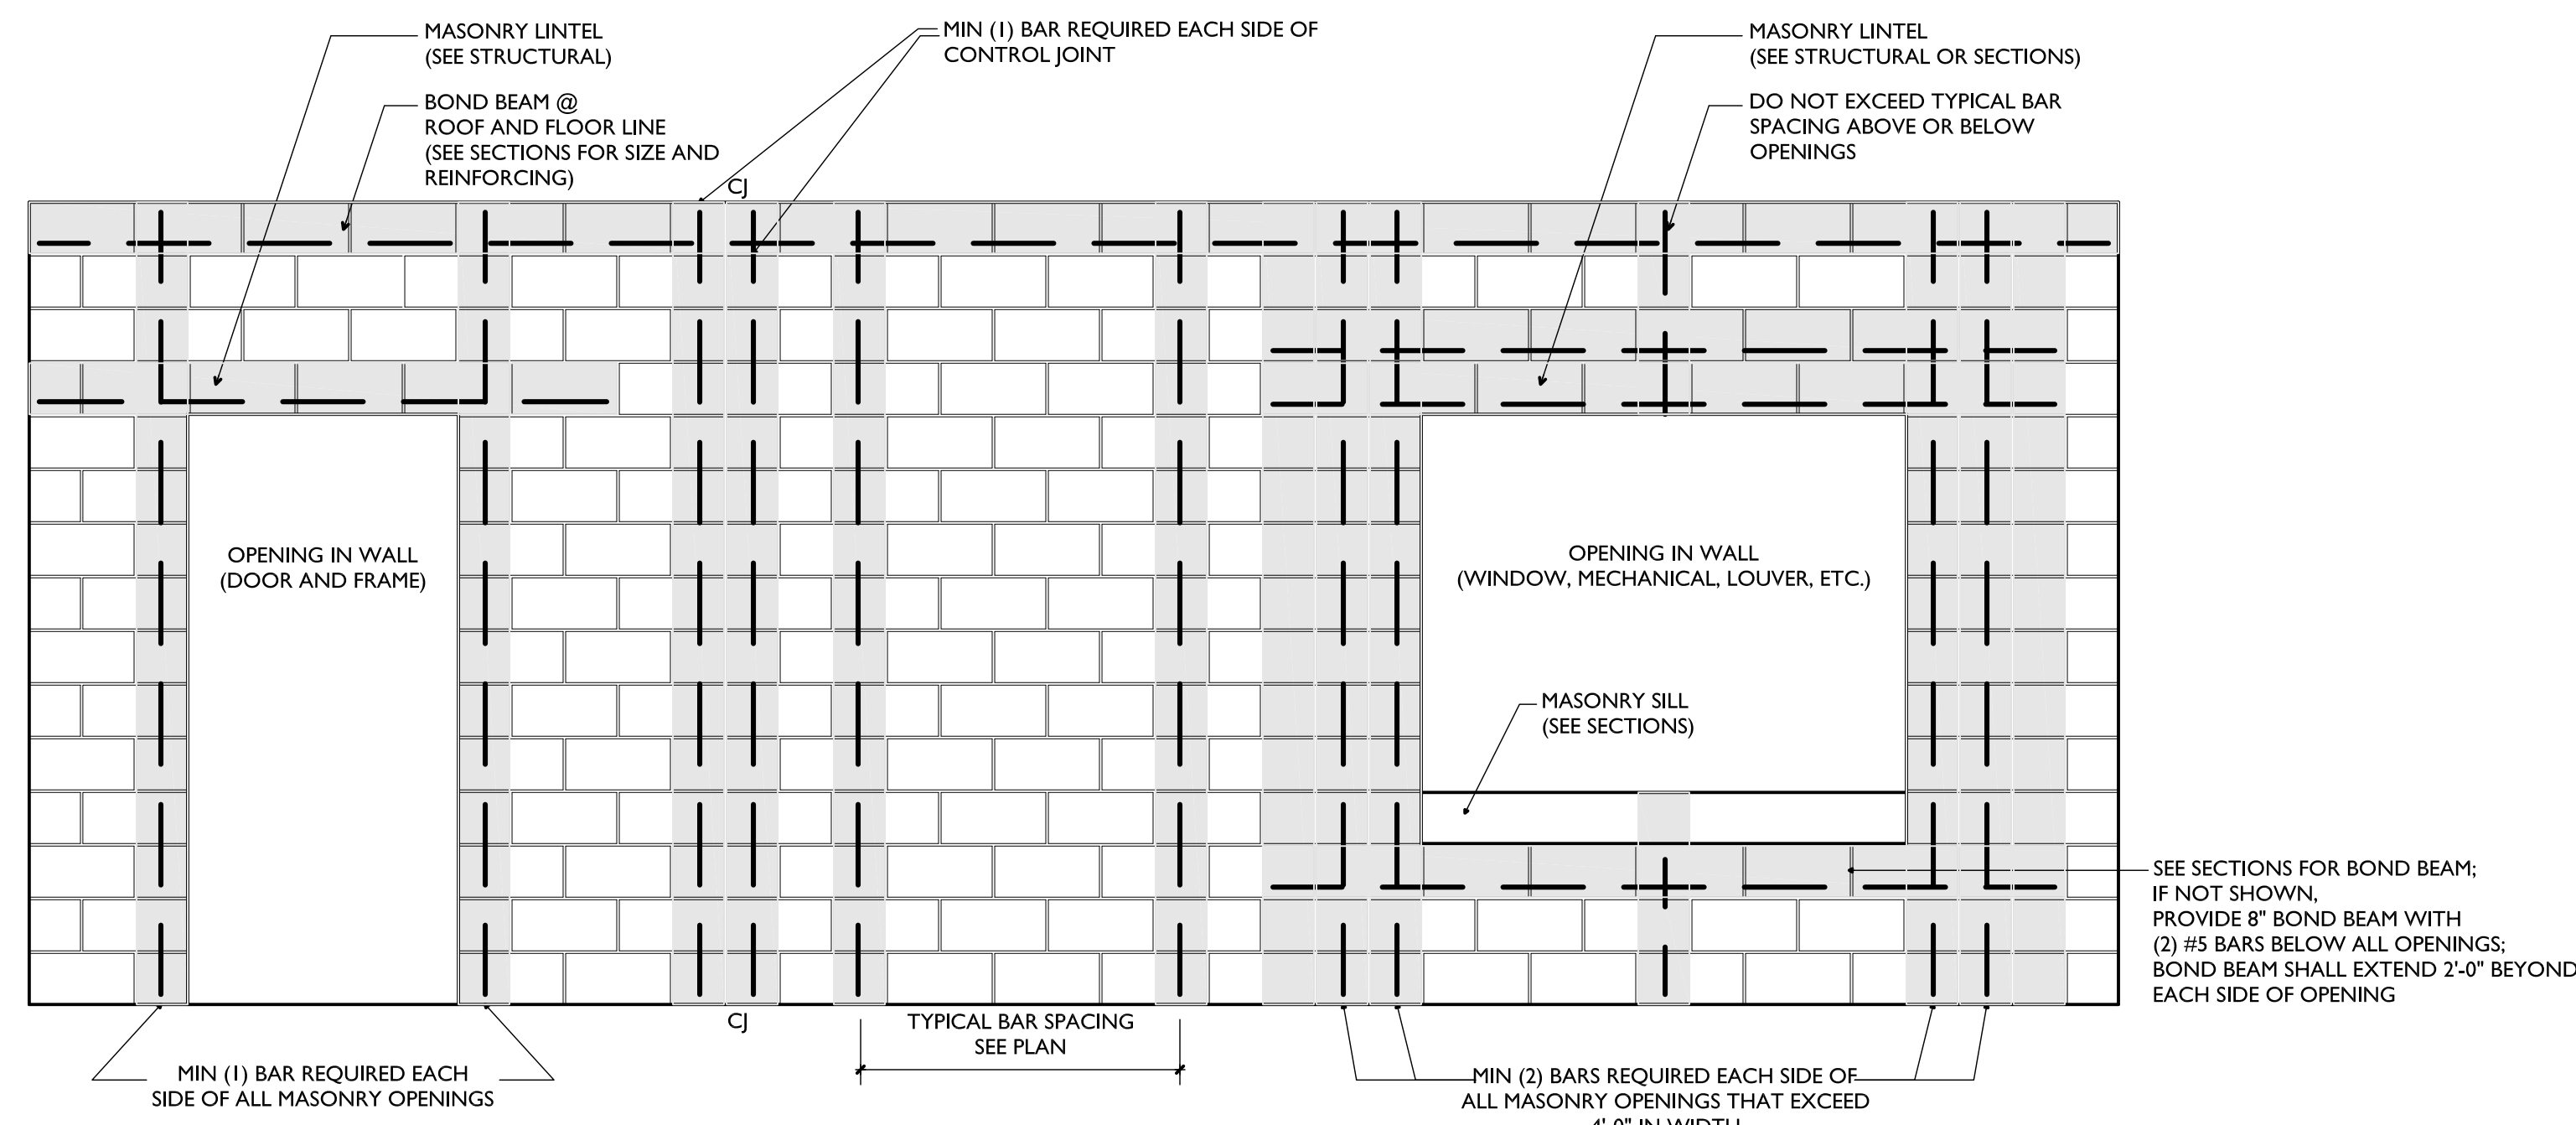 MASONRY LINTEL
(SEE STRUCTURAL)
BOND BEAM @
ROOF AND FLOOR LINE
(SEE SECTIONS FOR SIZE AND
REINFORCING)
MIN (1) BAR REQUIRED EACH SIDE OF
CONTROL JOINT
CJ
MASONRY LINTEL
(SEE STRUCTURAL OR SECTIONS)
DO NOT EXCEED TYPICAL BAR
SPACING ABOVE OR BELOW
OPENINGS
OPENING IN WALL
(DOOR AND FRAME)
OPENING IN WALL
(WINDOW, MECHANICAL, LOUVER, ETC.)
MASONRY SILL
(SEE SECTIONS)
SEE SECTIONS FOR BOND BEAM;
IF NOT SHOWN,
PROVIDE 8" BOND BEAM WITH
(2) #5 BARS BELOW ALL OPENINGS;
BOND BEAM SHALL EXTEND 2'-0" BEYOND
EACH SIDE OF OPENING
CJ
TYPICAL BAR SPACING
SEE PLAN
MIN (1) BAR REQUIRED EACH
SIDE OF ALL MASONRY OPENINGS
MIN (2) BARS REQUIRED EACH SIDE OF
ALL MASONRY OPENINGS THAT EXCEED
4'-0" IN WIDTH